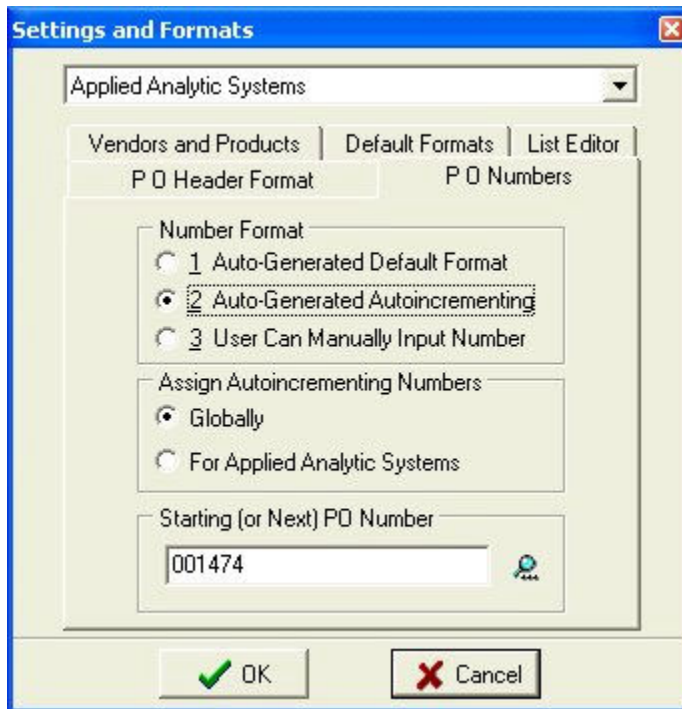 Settings and Formats
Applied Analytic Systems
Vendors and Products Default Formats List Editor
P O Header Format P O Numbers
Number Format
1 Auto-Generated Default Format
2 Auto-Generated Autoincrementing
3 User Can Manually Input Number
Assign Autoincrementing Numbers
Globally
For Applied Analytic Systems
Starting (or Next) PO Number
001474
OK Cancel